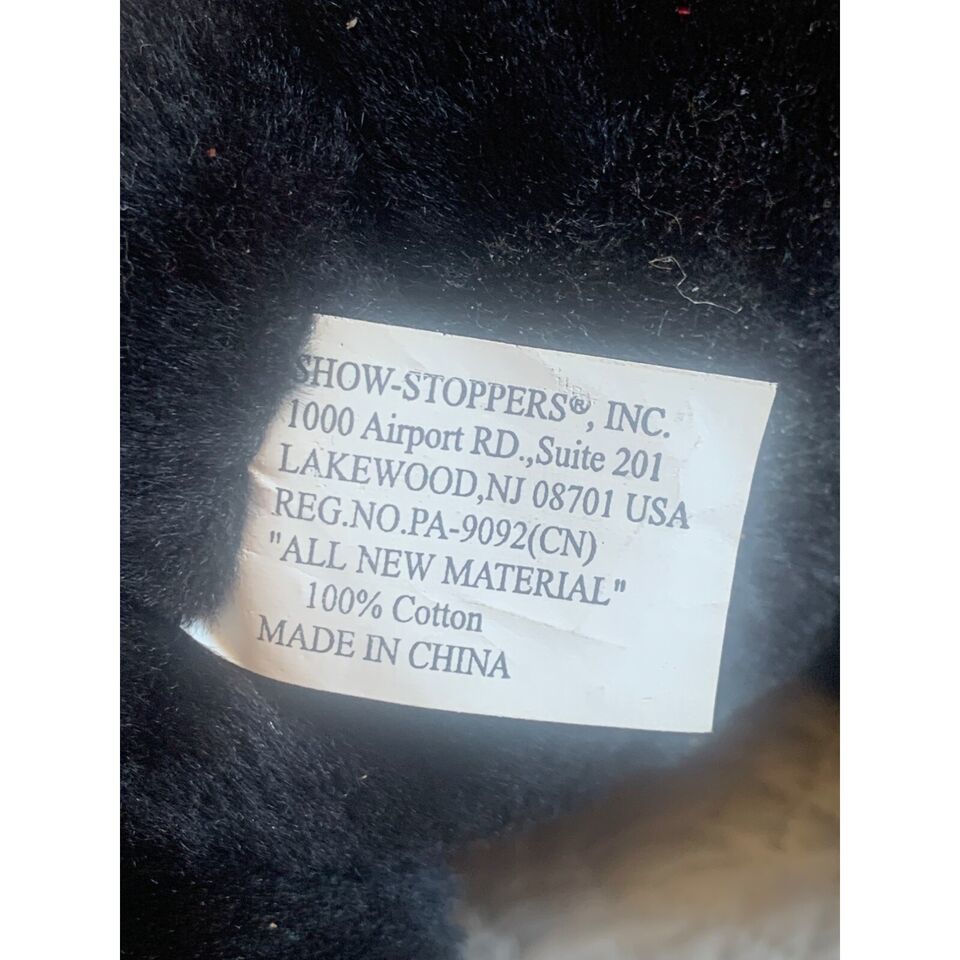 SHOW-STOPPERS®, INC.
1000 Airport RD.,Suite 201
LAKEWOOD,NJ 08701 USA
REG.NO.PA-9092(CN)
"ALL NEW MATERIAL"
100% Cotton
MADE IN CHINA